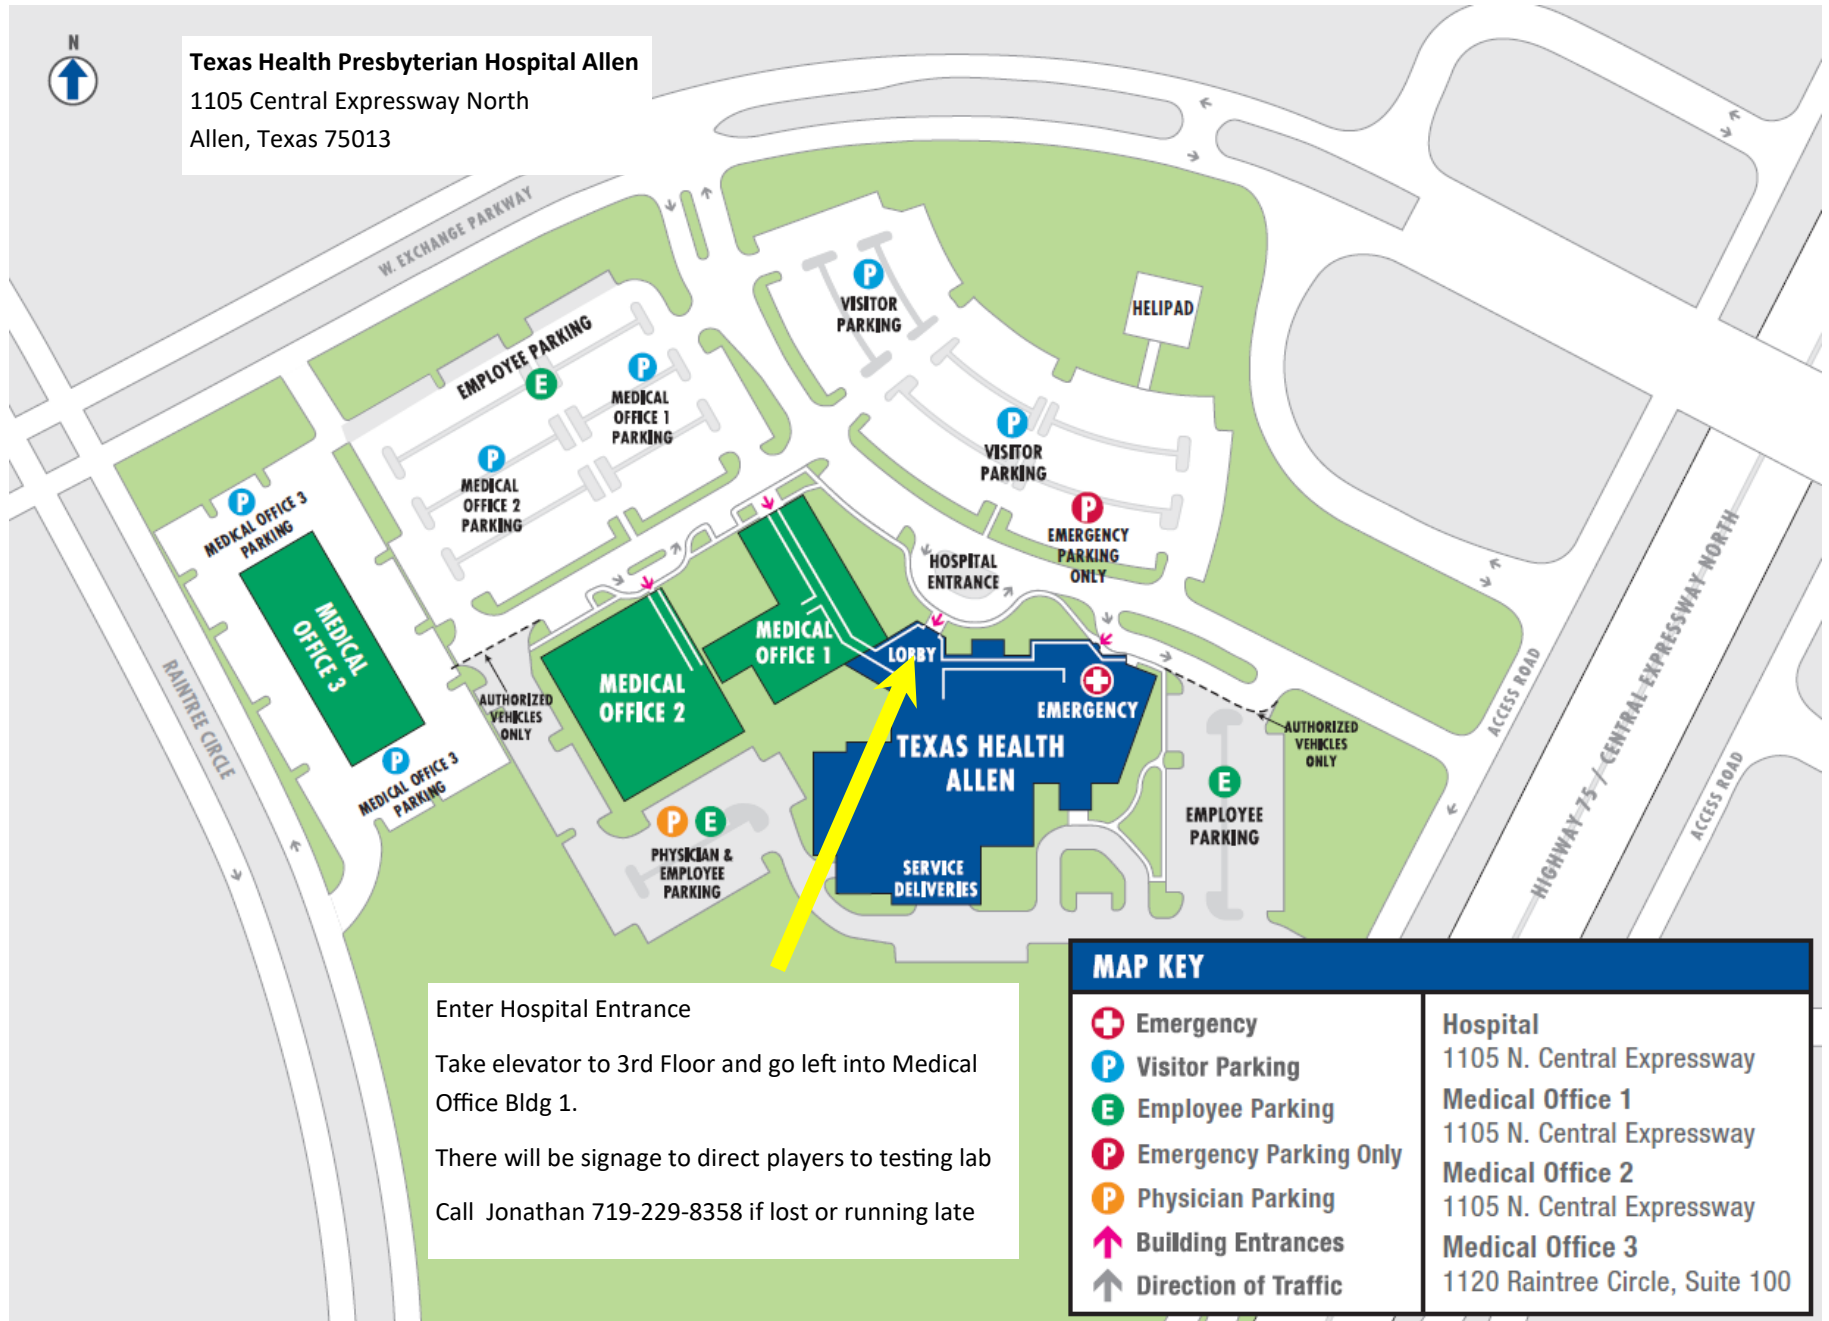 N
Texas Health Presbyterian Hospital Allen
1105 Central Expressway North
Allen, Texas 75013
W. EXCHANGE PARKWAY
P
VISITOR
PARKING
HELIPAD
EMPLOYEE PARKING
E
P
MEDICAL
OFFICE 1
PARKING
P
MEDICAL
OFFICE 2
PARKING
P
VISITOR
PARKING
P
EMERGENCY
PARKING
ONLY
P
MEDICAL OFFICE 3
PARKING
HOSPITAL
ENTRANCE
MEDICAL
OFFICE 3
MEDICAL
OFFICE 1
LOBBY
MEDICAL
OFFICE 2
AUTHORIZED
VEHICLES
ONLY
EMERGENCY
TEXAS HEALTH
ALLEN
AUTHORIZED
VEHICLES
ONLY
RAINTREE CIRCLE
P
MEDICAL OFFICE 3
PARKING
P E
PHYSICIAN &
EMPLOYEE
PARKING
E
EMPLOYEE
PARKING
SERVICE
DELIVERIES
ACCESS ROAD
HIGHWAY 75 / CENTRAL EXPRESSWAY NORTH
ACCESS ROAD
Enter Hospital Entrance
Take elevator to 3rd Floor and go left into Medical
Office Bldg 1.
There will be signage to direct players to testing lab
Call Jonathan 719-229-8358 if lost or running late
MAP KEY
Emergency
P Visitor Parking
E Employee Parking
P Emergency Parking Only
P Physician Parking
Building Entrances
Direction of Traffic
Hospital
1105 N. Central Expressway
Medical Office 1
1105 N. Central Expressway
Medical Office 2
1105 N. Central Expressway
Medical Office 3
1120 Raintree Circle, Suite 100